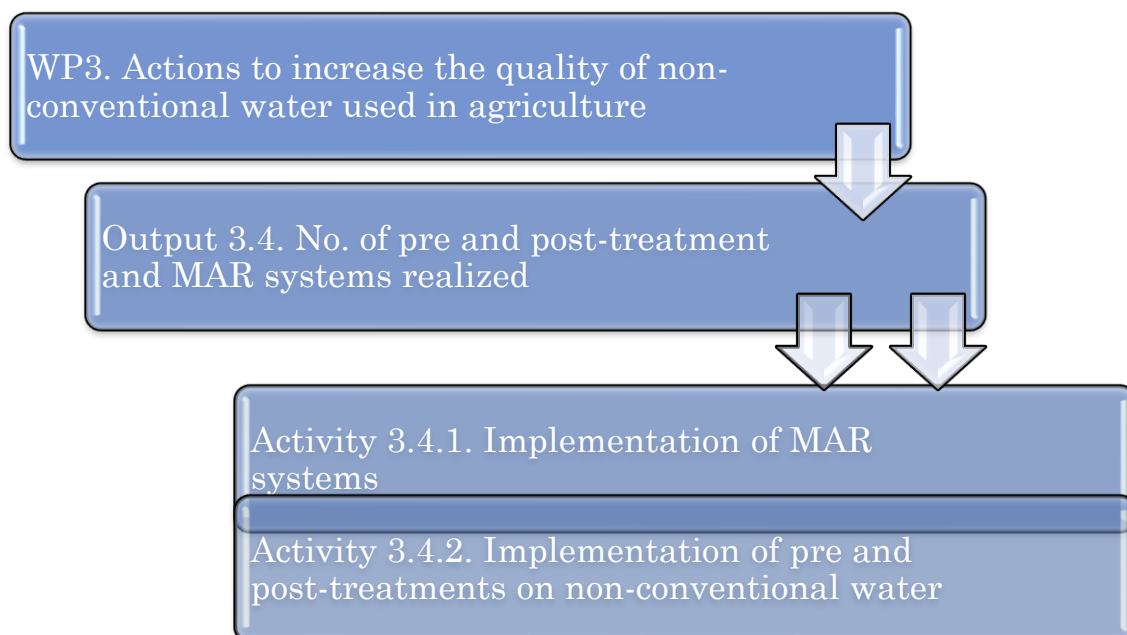 WP3. Actions to increase the quality of non-
conventional water used in agriculture
Output 3.4. No. of pre and post-treatment
and MAR systems realized
Activity 3.4.1. Implementation of MAR
systems
Activity 3.4.2. Implementation of pre and
post-treatments on non-conventional water